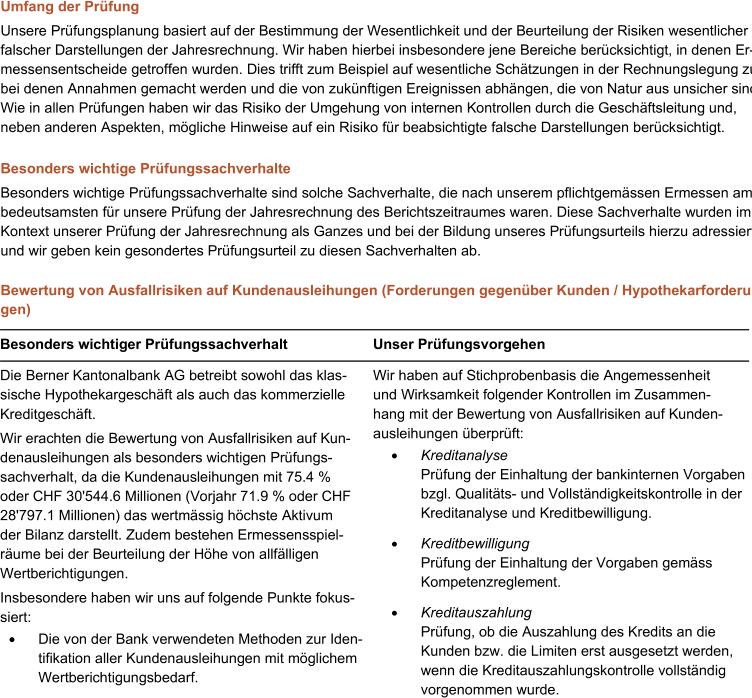 Umfang der Prüfung
Unsere Prüfungsplanung basiert auf der Bestimmung der Wesentlichkeit und der Beurteilung der Risiken wesentlicher
falscher Darstellungen der Jahresrechnung. Wir haben hierbei insbesondere jene Bereiche berücksichtigt, in denen Er-
messensentscheide getroffen wurden. Dies trifft zum Beispiel auf wesentliche Schätzungen in der Rechnungslegung zu
bei denen Annahmen gemacht werden und die von zukünftigen Ereignissen abhängen, die von Natur aus unsicher sind
Wie in allen Prüfungen haben wir das Risiko der Umgehung von internen Kontrollen durch die Geschäftsleitung und,
neben anderen Aspekten, mögliche Hinweise auf ein Risiko für beabsichtigte falsche Darstellungen berücksichtigt.
Besonders wichtige Prüfungssachverhalte
Besonders wichtige Prüfungssachverhalte sind solche Sachverhalte, die nach unserem pflichtgemässen Ermessen am
bedeutsamsten für unsere Prüfung der Jahresrechnung des Berichtszeitraumes waren. Diese Sachverhalte wurden im
Kontext unserer Prüfung der Jahresrechnung als Ganzes und bei der Bildung unseres Prüfungsurteils hierzu adressier
und wir geben kein gesondertes Prüfungsurteil zu diesen Sachverhalten ab.
Bewertung von Ausfallrisiken auf Kundenausleihungen (Forderungen gegenüber Kunden / Hypothekarforderu
gen)
Besonders wichtiger Prüfungssachverhalt
Die Berner Kantonalbank AG betreibt sowohl das klas-
sische Hypothekargeschäft als auch das kommerzielle
Kreditgeschäft.
Wir erachten die Bewertung von Ausfallrisiken auf Kun-
denausleihungen als besonders wichtigen Prüfungs-
sachverhalt, da die Kundenausleihungen mit 75.4 %
oder CHF 30'544.6 Millionen (Vorjahr 71.9 % oder CHF
28'797.1 Millionen) das wertmässig höchste Aktivum
der Bilanz darstellt. Zudem bestehen Ermessensspiel-
räume bei der Beurteilung der Höhe von allfälligen
Wertberichtigungen.
Insbesondere haben wir uns auf folgende Punkte fokus-
siert:
• Die von der Bank verwendeten Methoden zur Iden-
tifikation aller Kundenausleihungen mit möglichem
Wertberichtigungsbedarf.
Unser Prüfungsvorgehen
Wir haben auf Stichprobenbasis die Angemessenheit
und Wirksamkeit folgender Kontrollen im Zusammen-
hang mit der Bewertung von Ausfallrisiken auf Kunden-
ausleihungen überprüft:
• Kreditanalyse
Prüfung der Einhaltung der bankinternen Vorgaben
bzgl. Qualitäts- und Vollständigkeitskontrolle in der
Kreditanalyse und Kreditbewilligung.
• Kreditbewilligung
Prüfung der Einhaltung der Vorgaben gemäss
Kompetenzreglement.
• Kreditauszahlung
Prüfung, ob die Auszahlung des Kredits an die
Kunden bzw. die Limiten erst ausgesetzt werden,
wenn die Kreditauszahlungskontrolle vollständig
vorgenommen wurde.